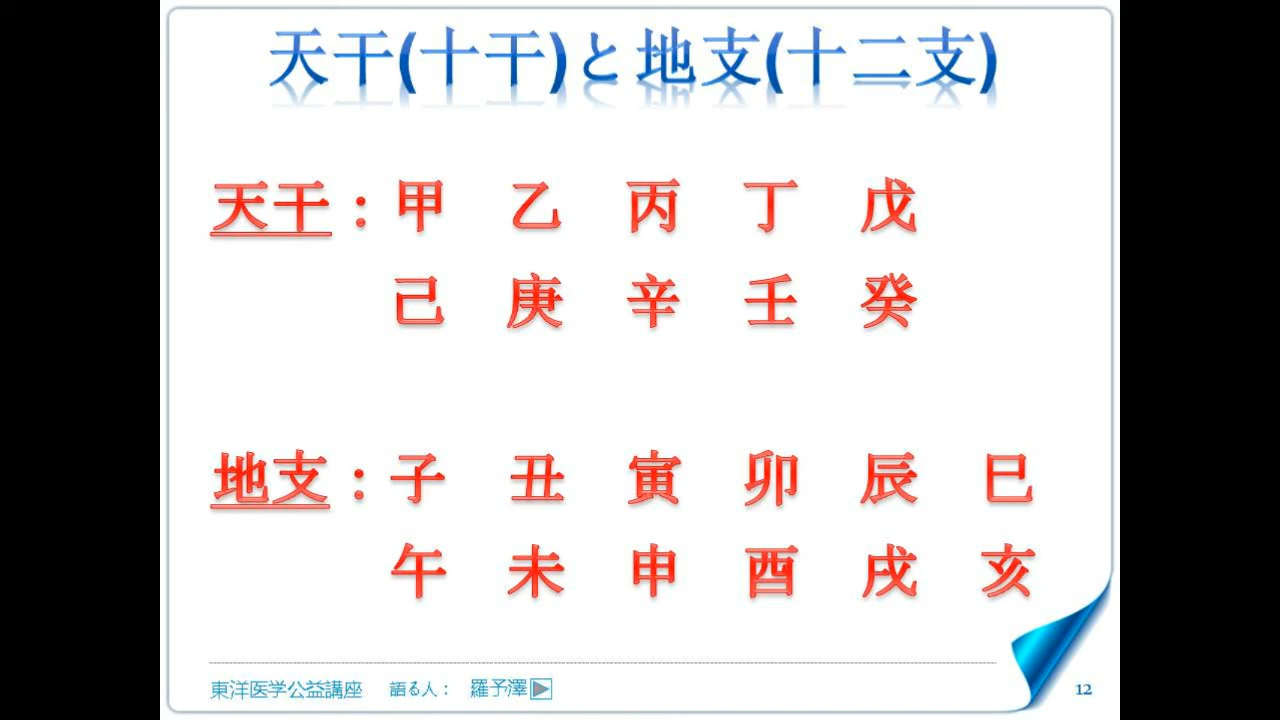 天干(十干)と地支(十二支)
天干：甲 乙 丙 丁 戊
己 庚 辛 壬 癸
地支：子 丑 寅 卯 辰 巳
午 未 申 酉 戌 亥
東洋医学公益講座 語る人： 羅予澤
12